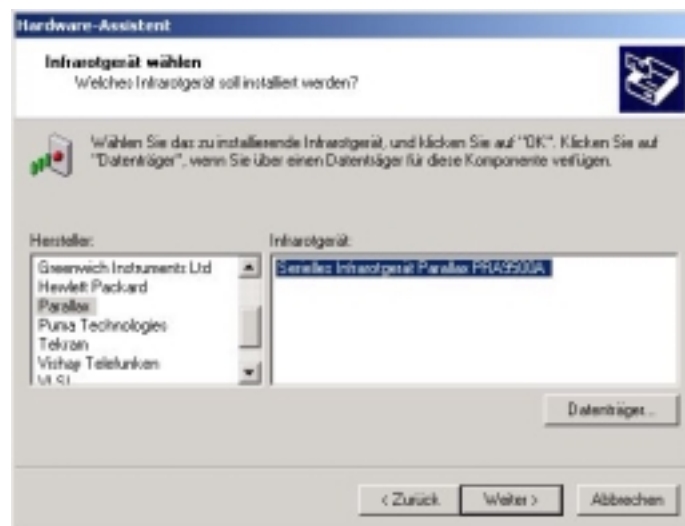 Hardware-Assistent
Infrarotgerät wählen
Welches Infrarotgerät soll installiert werden?
Wählen Sie das zu installierende Infrarotgerät, und klicken Sie auf "OK". Klicken Sie auf
"Datenträger", wenn Sie über einen Datenträger für diese Komponente verfügen.
Hersteller:
Infrarotgerät:
Greenwich Instruments Ltd
Hewlett Packard
Parallax
Puma Technologies
Tekram
Vishay Telefunken
VLSI
Serielles Infrarotgerät Parallax PRA9500A
Datenträger...
< Zurück
Weiter >
Abbrechen